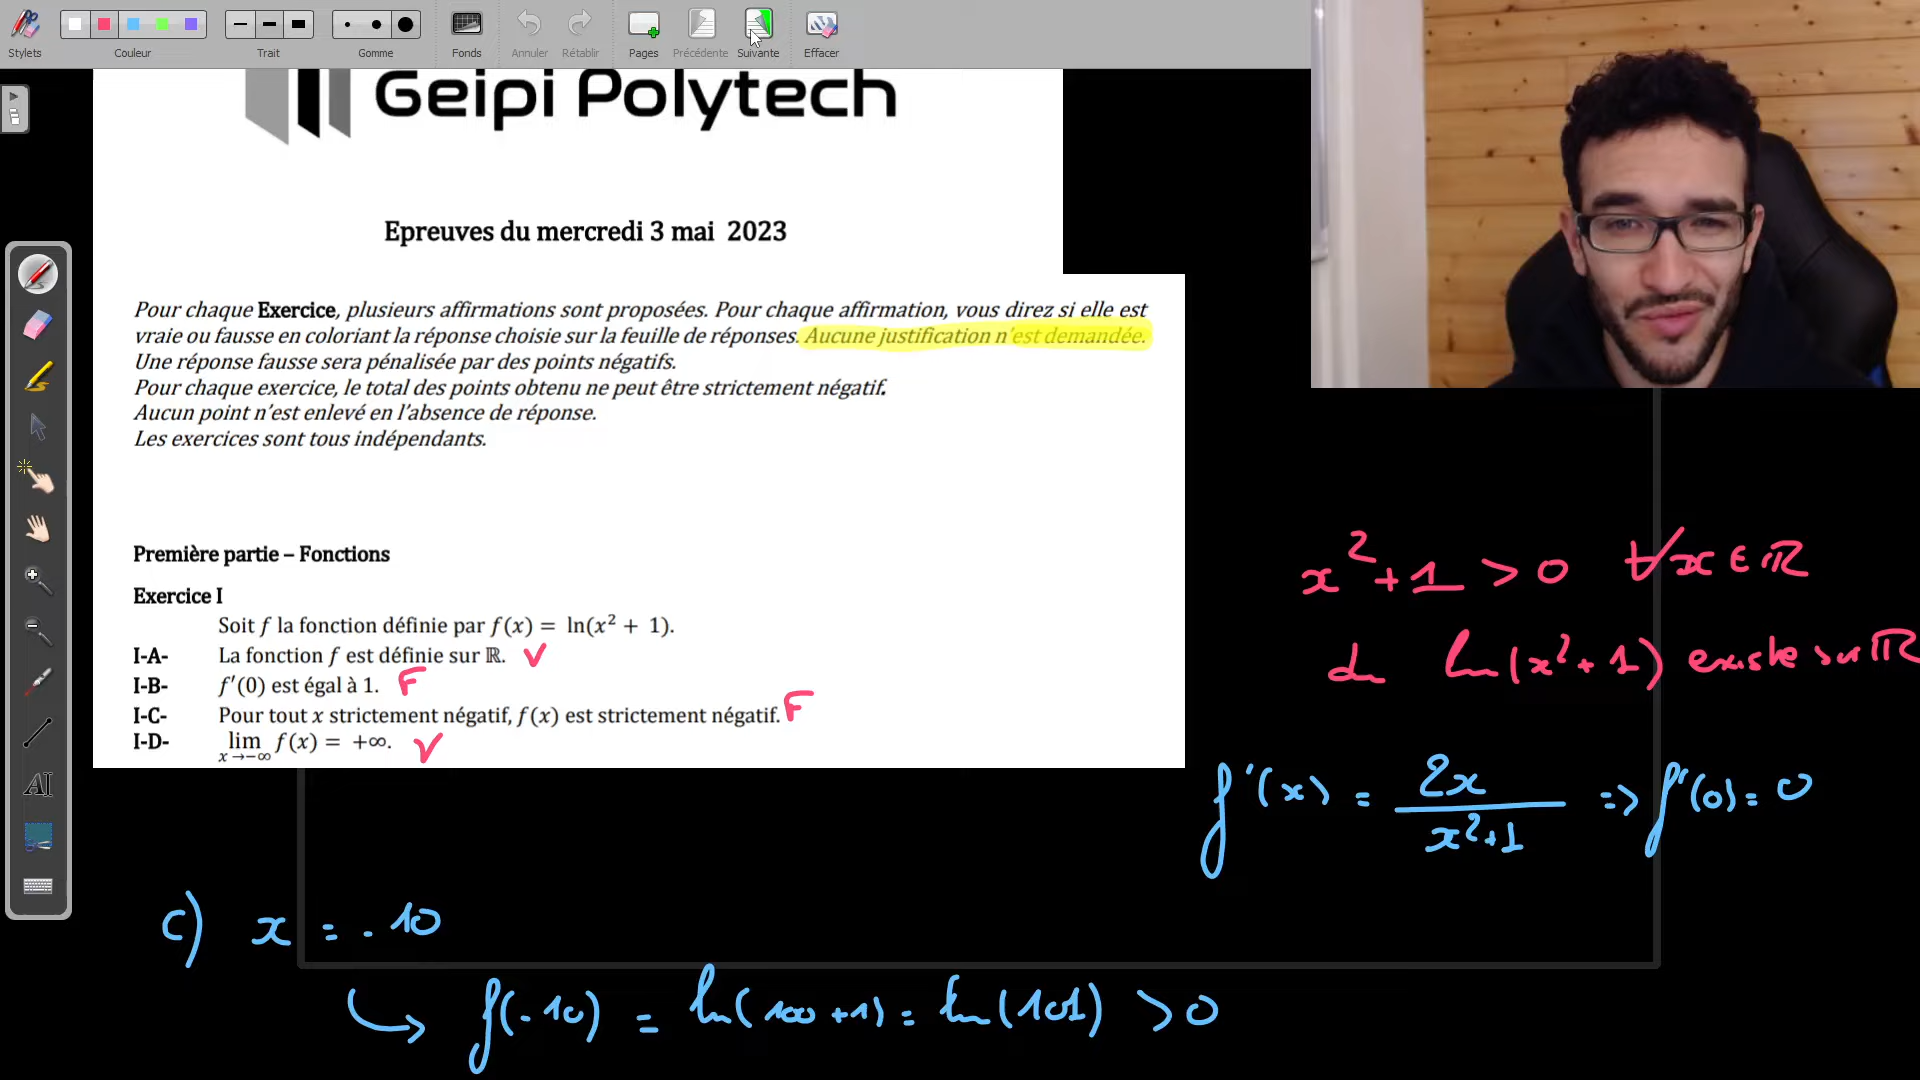 Stylets Couleur Trait Gomme Fonds Annuler Rétablir Pages Précédente Suivante Effacer
Geipi Polytech
Epreuves du mercredi 3 mai 2023
Pour chaque Exercice, plusieurs affirmations sont proposées. Pour chaque affirmation, vous direz si elle est
vraie ou fausse en coloriant la réponse choisie sur la feuille de réponses. Aucune justification n'est demandée.
Une réponse fausse sera pénalisée par des points négatifs.
Pour chaque exercice, le total des points obtenu ne peut être strictement négatif.
Aucun point n'est enlevé en l'absence de réponse.
Les exercices sont tous indépendants.
Première partie – Fonctions
Exercice I
Soit f la fonction définie par f(x) = ln(x² + 1).
I-A- La fonction f est définie sur ℝ. V
I-B- f′(0) est égal à 1. F
I-C- Pour tout x strictement négatif, f(x) est strictement négatif. F
I-D- lim f(x) = +∞. V
x→−∞
x²+1 > 0 ∀x ∈ ℝ
dc ln(x²+1) existe sur ℝ
f'(x) = 2x / x²+1 => f'(0) = 0
c) x = -10
↪ f(-10) = ln(100+1) = ln(101) > 0
AI